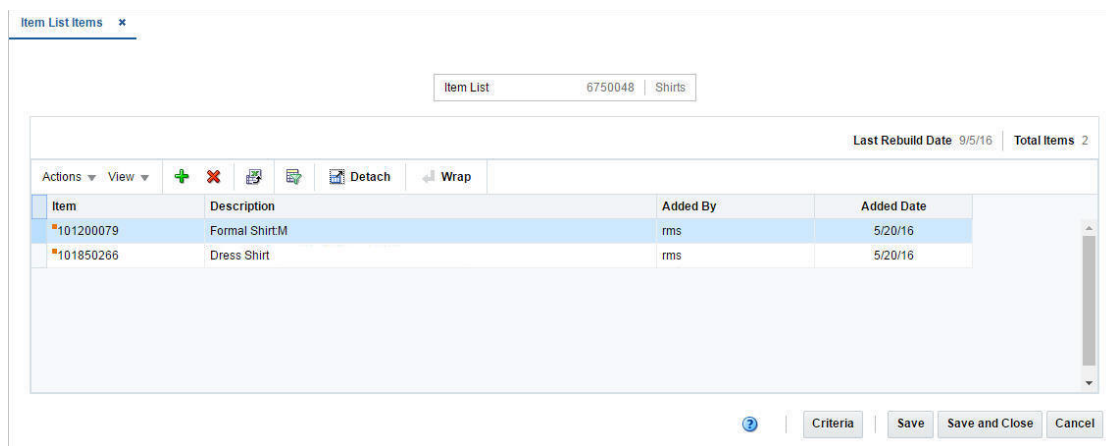 Item List Items ×
Item List 6750048 Shirts
Last Rebuild Date 9/5/16 Total Items 2
Actions View Detach Wrap
Item Description Added By Added Date
101200079 Formal Shirt:M rms 5/20/16
101850266 Dress Shirt rms 5/20/16
? Criteria Save Save and Close Cancel